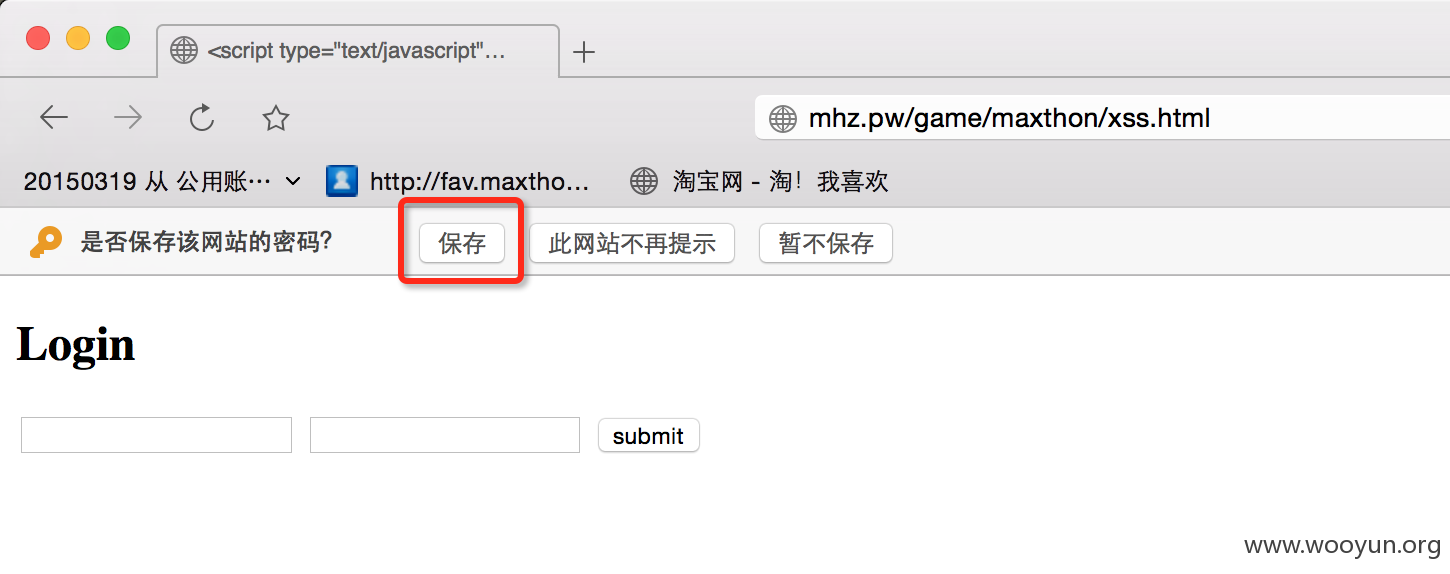 <script type="text/javascript"...
mhz.pw/game/maxthon/xss.html
20150319 从 公用账… http://fav.maxtho... 淘宝网 - 淘！我喜欢
是否保存该网站的密码? 保存 此网站不再提示 暂不保存
Login
submit
www.wooyun.org